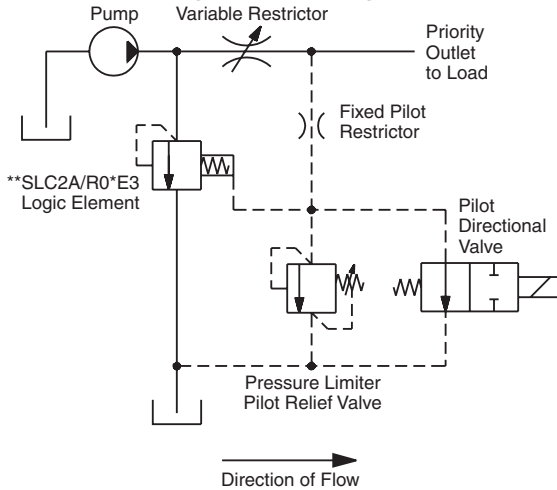 Pump
Variable Restrictor
Priority
Outlet
to Load
Fixed Pilot
Restrictor
**SLC2A/R0*E3
Logic Element
Pilot
Directional
Valve
Pressure Limiter
Pilot Relief Valve
Direction of Flow